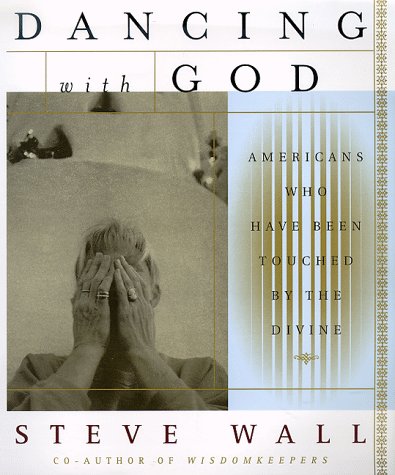 DANCING
with GOD
AMERICANS
WHO
HAVE BEEN
TOUCHED
BY THE
DIVINE
STEVE WALL
CO-AUTHOR OF WISDOMKEEPERS